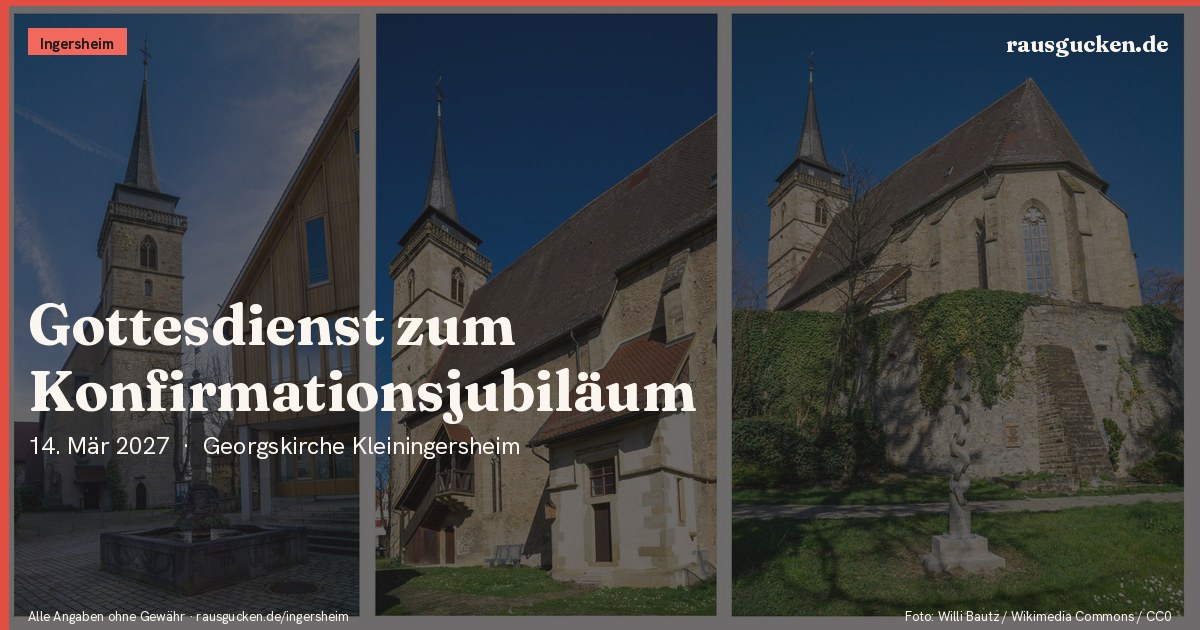 Ingersheim
rausgucken.de
Gottesdienst zum
Konfirmationsjubiläum
14. Mär 2027 · Georgskirche Kleiningersheim
Alle Angaben ohne Gewähr · rausgucken.de/ingersheim
Foto: Willi Bautz / Wikimedia Commons / CC0